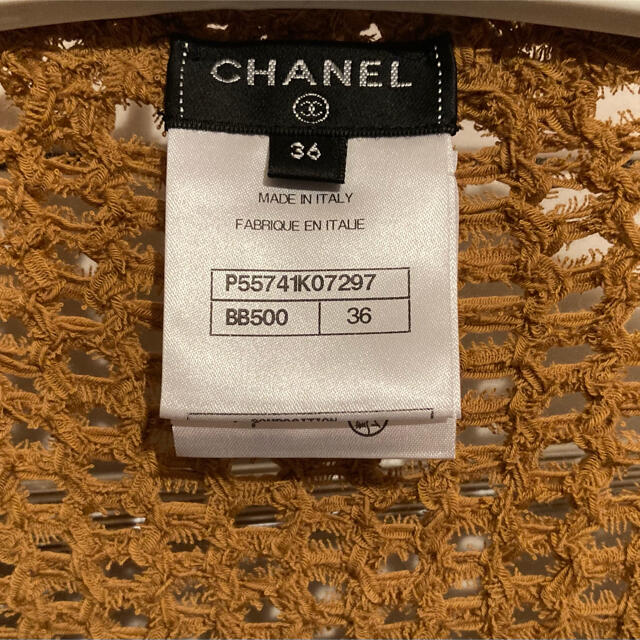 CHANEL
36
MADE IN ITALY
FABRIQUE EN ITALIE
P55741K07297
BB500 36